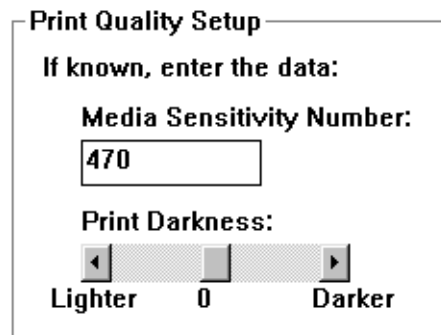 Print Quality Setup
If known, enter the data:
Media Sensitivity Number:
470
Print Darkness:
Lighter 0 Darker